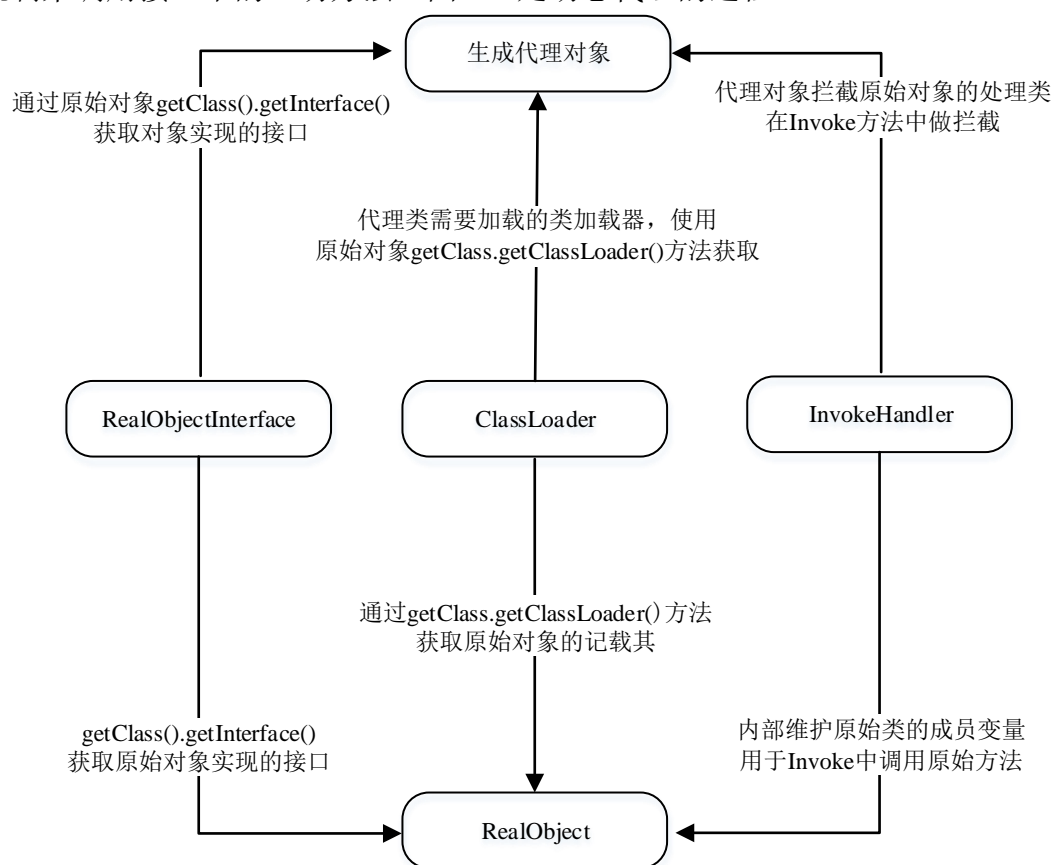 生成代理对象
通过原始对象getClass().getInterface()
获取对象实现的接口
代理对象拦截原始对象的处理类
在Invoke方法中做拦截
代理类需要加载的类加载器，使用
原始对象getClass.getClassLoader()方法获取
RealObjectInterface
ClassLoader
InvokeHandler
通过getClass.getClassLoader()方法
获取原始对象的记载其
getClass().getInterface()
获取原始对象实现的接口
内部维护原始类的成员变量
用于Invoke中调用原始方法
RealObject